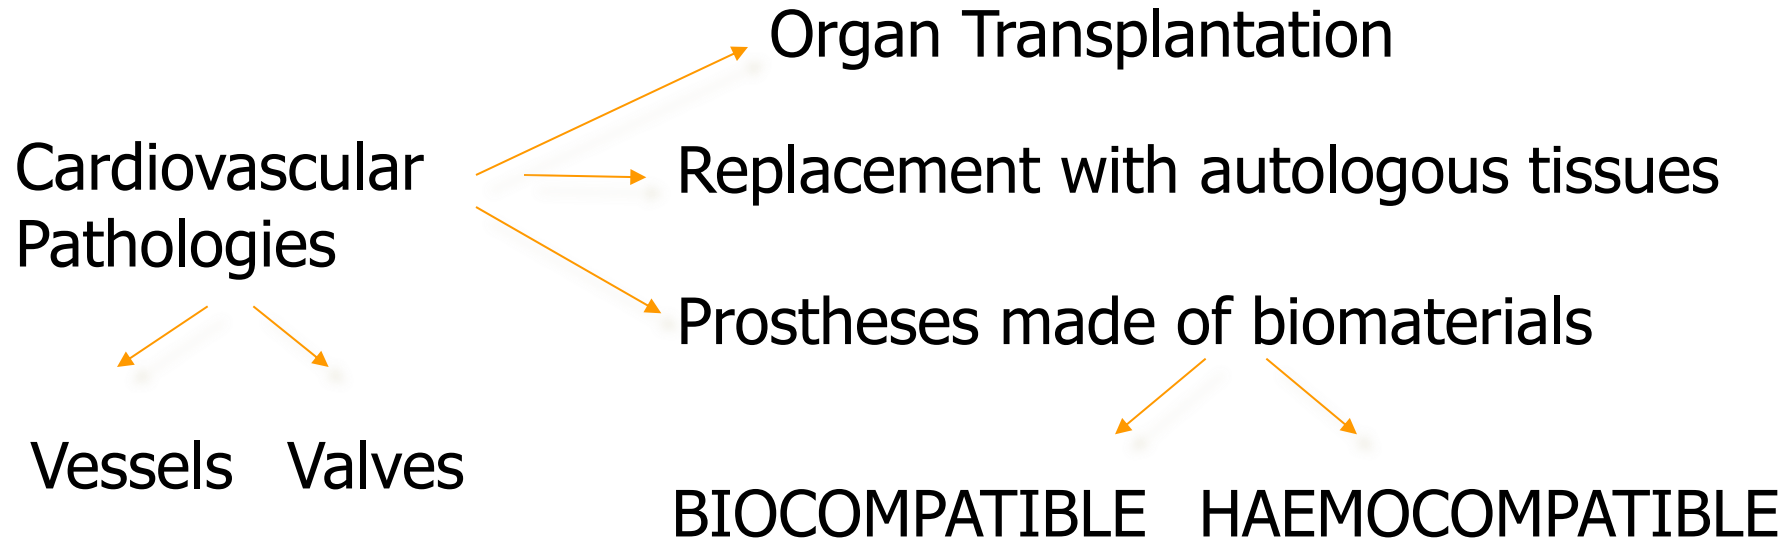 Organ Transplantation
Cardiovascular
Pathologies
Replacement with autologous tissues
Prostheses made of biomaterials
Vessels Valves
BIOCOMPATIBLE HAEMOCOMPATIBLE